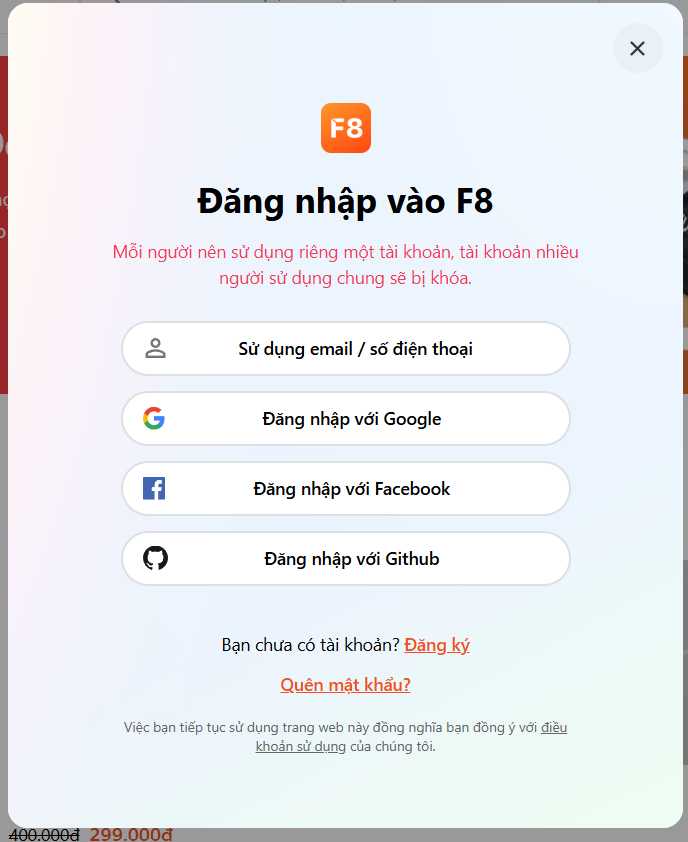 F8
Đăng nhập vào F8
Mỗi người nên sử dụng riêng một tài khoản, tài khoản nhiều
người sử dụng chung sẽ bị khóa.
Sử dụng email / số điện thoại
Đăng nhập với Google
Đăng nhập với Facebook
Đăng nhập với Github
Bạn chưa có tài khoản? Đăng ký
Quên mật khẩu?
Việc bạn tiếp tục sử dụng trang web này đồng nghĩa bạn đồng ý với điều
khoản sử dụng của chúng tôi.
400.000đ 299.000đ